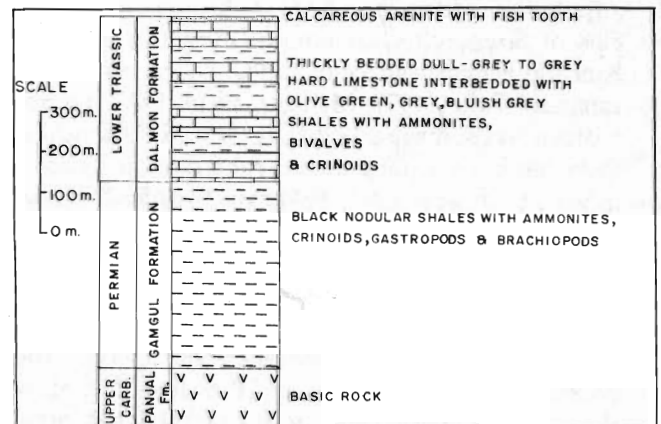 CALCAREOUS ARENITE WITH FISH TOOTH
THICKLY BEDDED DULL-GREY TO GREY
HARD LIMESTONE INTERBEDDED WITH
OLIVE GREEN, GREY, BLUISH GREY
SHALES WITH AMMONITES,
BIVALVES
& CRINOIDS
BLACK NODULAR SHALES WITH AMMONITES,
CRINOIDS, GASTROPODS & BRACHIOPODS
BASIC ROCK
SCALE
300m.
200m.
100m.
0m.
LOWER TRIASSIC
DAINON FORMATION
PERMIAN
GAMGUL FORMATION
UPPER
CARB.
PANJAL
Fm.
V V V V
V V V V
V V V V